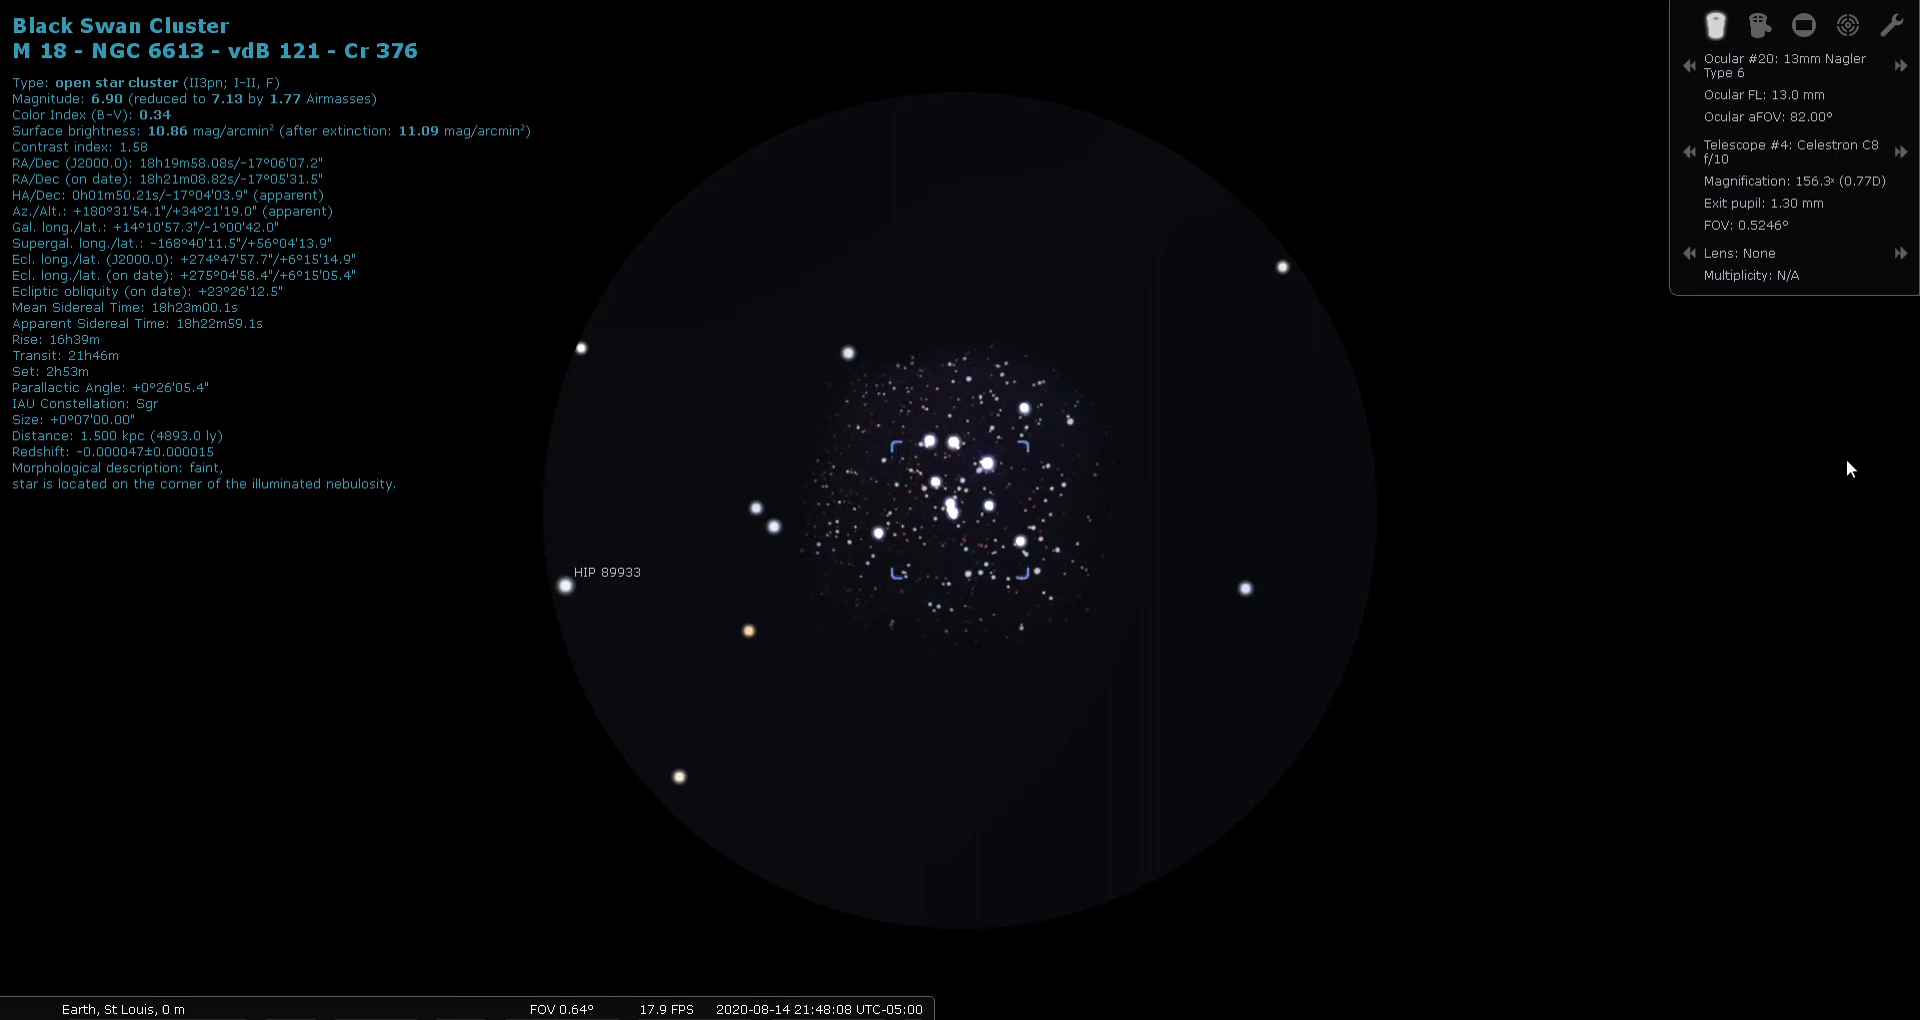 Black Swan Cluster
M 18 - NGC 6613 - vdB 121 - Cr 376
Type: open star cluster (II3pn; I-II, F)
Magnitude: 6.90 (reduced to 7.13 by 1.77 Airmasses)
Color Index (B-V): 0.34
Surface brightness: 10.86 mag/arcmin² (after extinction: 11.09 mag/arcmin²)
Contrast index: 1.58
RA/Dec (J2000.0): 18h19m58.08s/-17°06'07.2"
RA/Dec (on date): 18h21m08.82s/-17°05'31.5"
HA/Dec: 0h01m50.21s/-17°04'03.9" (apparent)
Az./Alt.: +180°31'54.1"/+34°21'19.0" (apparent)
Gal. long./lat.: +14°10'57.3"/-1°00'42.0"
Supergal. long./lat.: -168°40'11.5"/+56°04'13.9"
Ecl. long./lat. (J2000.0): +274°47'57.7"/+6°15'14.9"
Ecl. long./lat. (on date): +275°04'58.4"/+6°15'05.4"
Ecliptic obliquity (on date): +23°26'12.5"
Mean Sidereal Time: 18h23m00.1s
Apparent Sidereal Time: 18h22m59.1s
Rise: 16h39m
Transit: 21h46m
Set: 2h53m
Parallactic Angle: +0°26'05.4"
IAU Constellation: Sgr
Size: +0°07'00.00"
Distance: 1.500 kpc (4893.0 ly)
Redshift: -0.000047±0.000015
Morphological description: faint,
star is located on the corner of the illuminated nebulosity.
Ocular #20: 13mm Nagler
Type 6
Ocular FL: 13.0 mm
Ocular aFOV: 82.00°
Telescope #4: Celestron C8
f/10
Magnification: 156.3ˣ (0.77D)
Exit pupil: 1.30 mm
FOV: 0.5246°
Lens: None
Multiplicity: N/A
HIP 89933
Earth, St Louis, 0 m
FOV 0.64°
17.9 FPS
2020-08-14 21:48:08 UTC-05:00